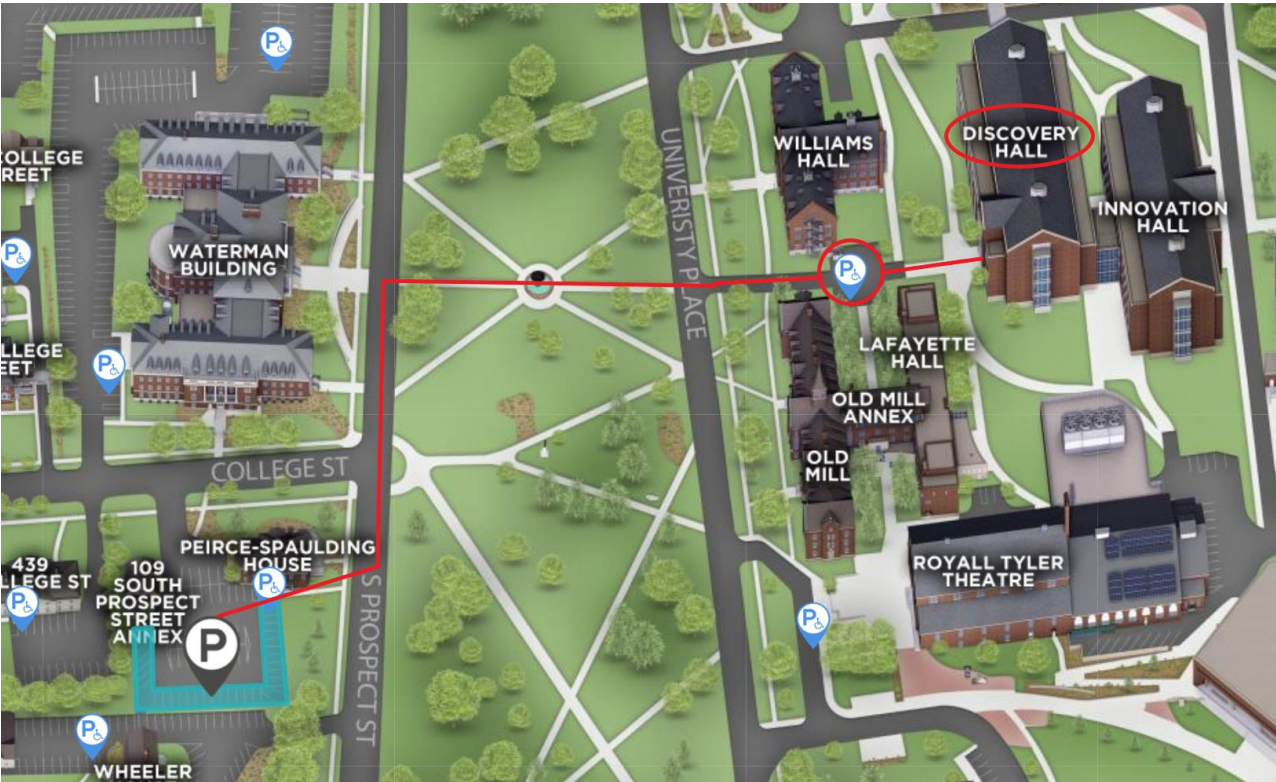 COLLEGE
REET
WATERMAN
BUILDING
WILLIAMS
HALL
DISCOVERY
HALL
INNOVATION
HALL
UNIVERISTY PLACE
LLEGE
EET
LAFAYETTE
HALL
OLD MILL
ANNEX
OLD
MILL
COLLEGE ST
PEIRCE-SPAULDING
HOUSE
439
LLEGE ST
109
SOUTH
PROSPECT
STREET
ANNEX
S PROSPECT ST
ROYALL TYLER
THEATRE
P
P
P
P
P
P
P
P
P
WHEELER